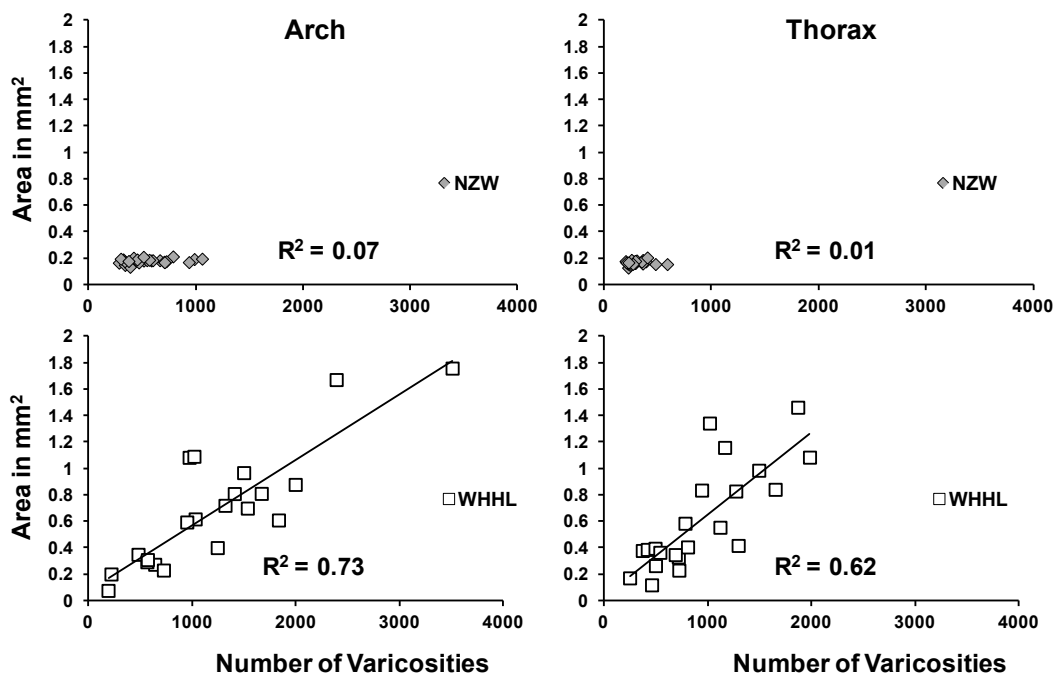 Arch
Area in mm²
2
1.8
1.6
1.4
1.2
1
0.8
0.6
0.4
0.2
0
NZW
R² = 0.07
0 1000 2000 3000 4000
Thorax
2
1.8
1.6
1.4
1.2
1
0.8
0.6
0.4
0.2
0
NZW
R² = 0.01
0 1000 2000 3000 4000
Area in mm²
2
1.8
1.6
1.4
1.2
1
0.8
0.6
0.4
0.2
0
WHHL
R² = 0.73
0 1000 2000 3000 4000
Number of Varicosities
2
1.8
1.6
1.4
1.2
1
0.8
0.6
0.4
0.2
0
WHHL
R² = 0.62
0 1000 2000 3000 4000
Number of Varicosities